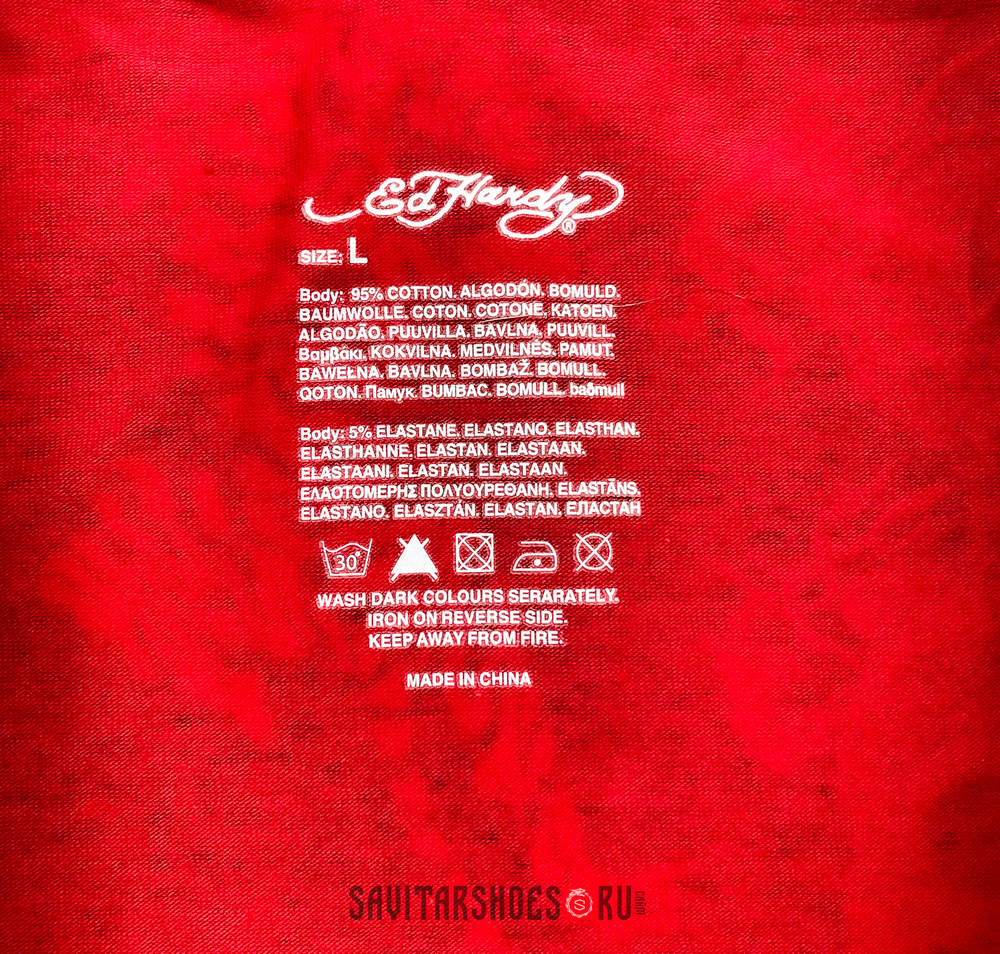 Ed Hardy®
SIZE: L
Body: 95% COTTON. ALGODÓN. BOMULD.
BAUMWOLLE. COTON. COTONE. KATOEN.
ALGODÃO. PUUVILLA. BAVLNA. PUUVILL.
Βαμβάκι. KOKVILNA. MEDVILNĖS. PAMUT.
BAWEŁNA. BAVLNA. BOMBAŽ. BOMULL.
QOTON. Памук. BUMBAC. BOMULL. baðmull
Body: 5% ELASTANE. ELASTANO. ELASTHAN.
ELASTHANNE. ELASTAN. ELASTAAN.
ELASTAANI. ELASTAN. ELASTAAN.
ΕΛΑΟΤΟΜΕΡΗΣ ΠΟΛΥΟΥΡΕΘΑΝΗ. ELASTĀNS.
ELASTANO. ELASZTÁN. ELASTAN. ЕЛАСТАН
30°
WASH DARK COLOURS SERARATELY.
IRON ON REVERSE SIDE.
KEEP AWAY FROM FIRE.
MADE IN CHINA
SAVITARSHOES S RU